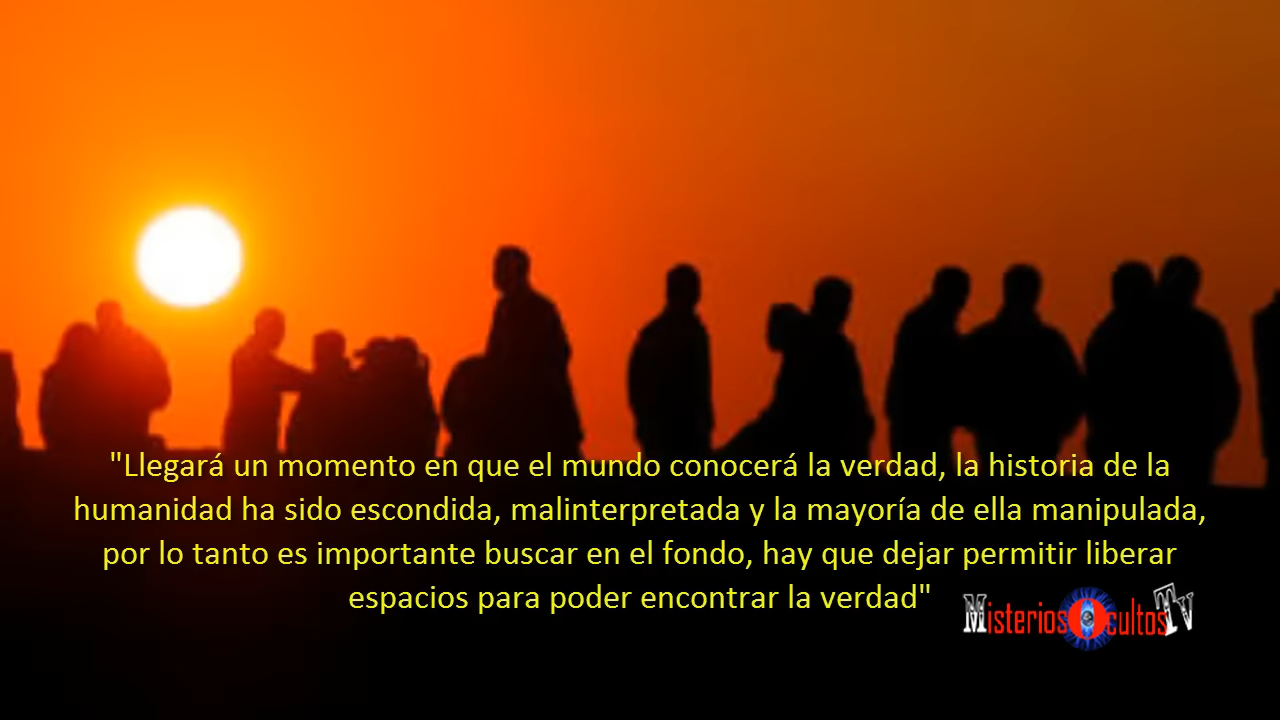 "Llegará un momento en que el mundo conocerá la verdad, la historia de la
humanidad ha sido escondida, malinterpretada y la mayoría de ella manipulada,
por lo tanto es importante buscar en el fondo, hay que dejar permitir liberar
espacios para poder encontrar la verdad"
MisteriosOcultosTv